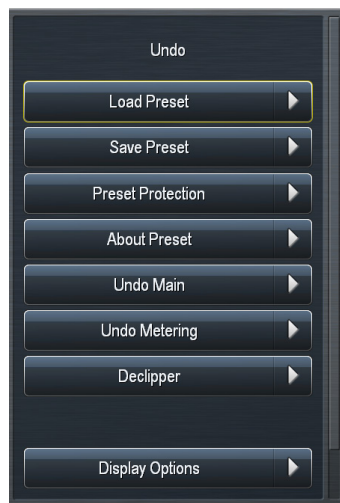 Undo
Load Preset
Save Preset
Preset Protection
About Preset
Undo Main
Undo Metering
Declipper
Display Options